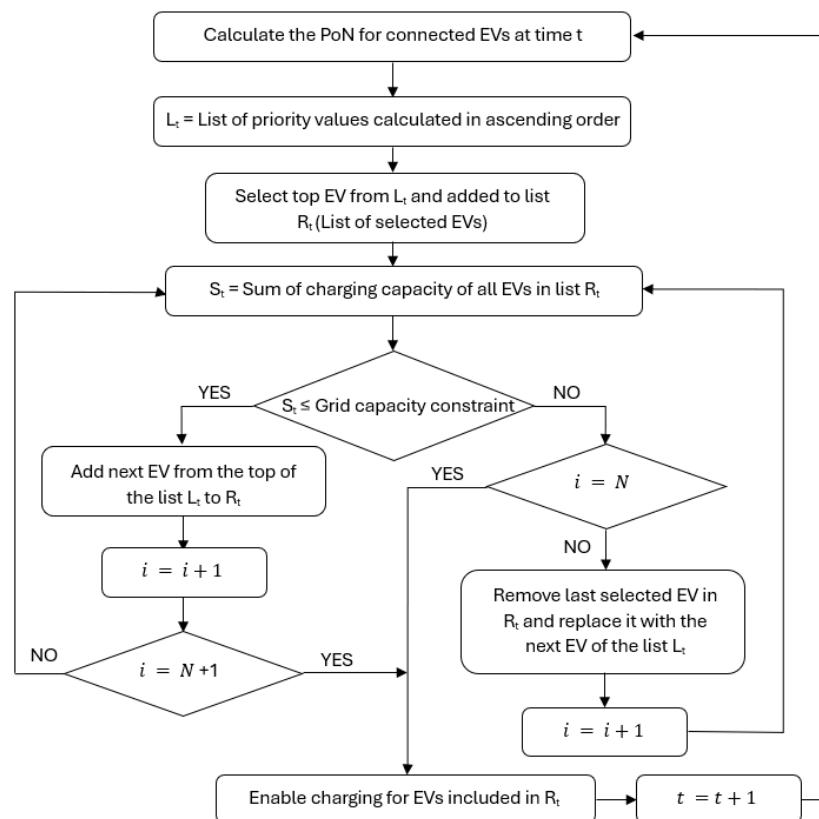 Calculate the PoN for connected EVs at time t
Lₜ = List of priority values calculated in ascending order
Select top EV from Lₜ and added to list
Rₜ (List of selected EVs)
Sₜ = Sum of charging capacity of all EVs in list Rₜ
YES
NO
Sₜ ≤ Grid capacity constraint
Add next EV from the top of
the list Lₜ to Rₜ
YES
i = N
i = i + 1
NO
Remove last selected EV in
Rₜ and replace it with the
next EV of the list Lₜ
NO
i = N +1
YES
i = i + 1
Enable charging for EVs included in Rₜ
t = t + 1